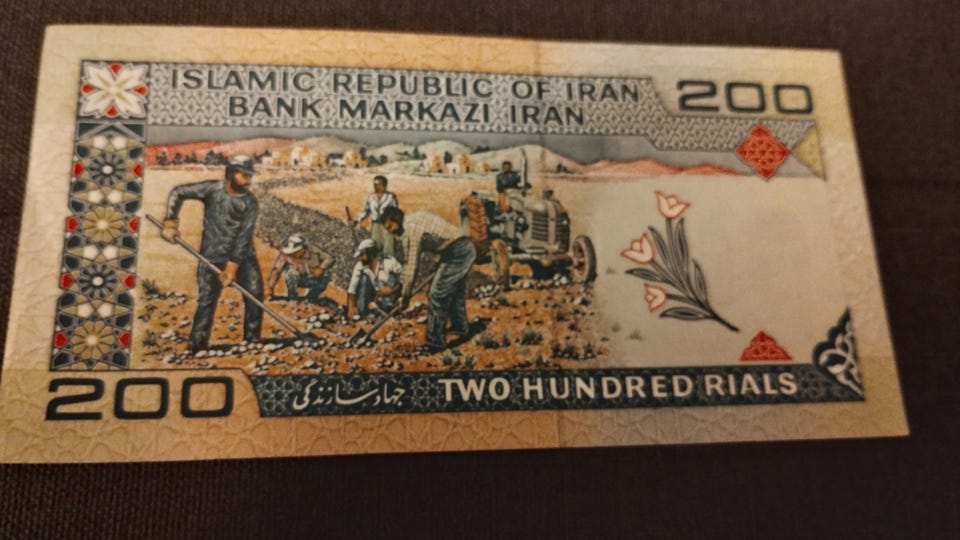 ISLAMIC REPUBLIC OF IRAN
BANK MARKAZI IRAN
200
200
جهاد سازندگی
TWO HUNDRED RIALS